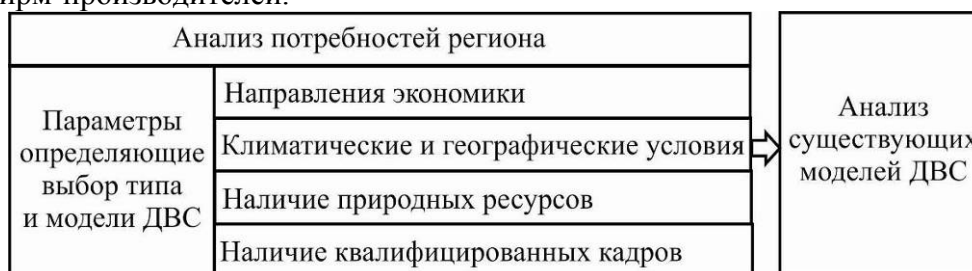 фирм-производителей.
Анализ потребностей региона
Параметры
определяющие
выбор типа
и модели ДВС
Направления экономики
Климатические и географические условия
Наличие природных ресурсов
Наличие квалифицированных кадров
Анализ
существующих
моделей ДВС